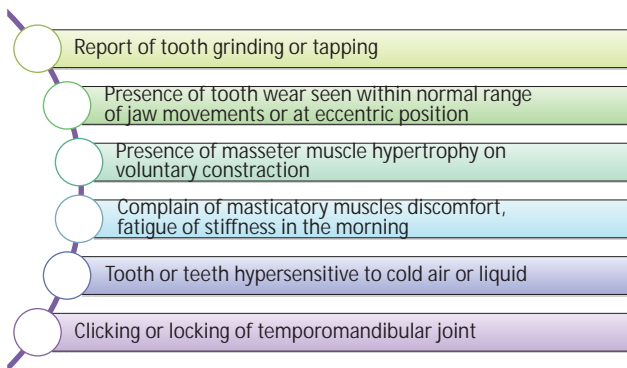 Report of tooth grinding or tapping
Presence of tooth wear seen within normal range
of jaw movements or at eccentric position
Presence of masseter muscle hypertrophy on
voluntary constraction
Complain of masticatory muscles discomfort,
fatigue of stiffness in the morning
Tooth or teeth hypersensitive to cold air or liquid
Clicking or locking of temporomandibular joint